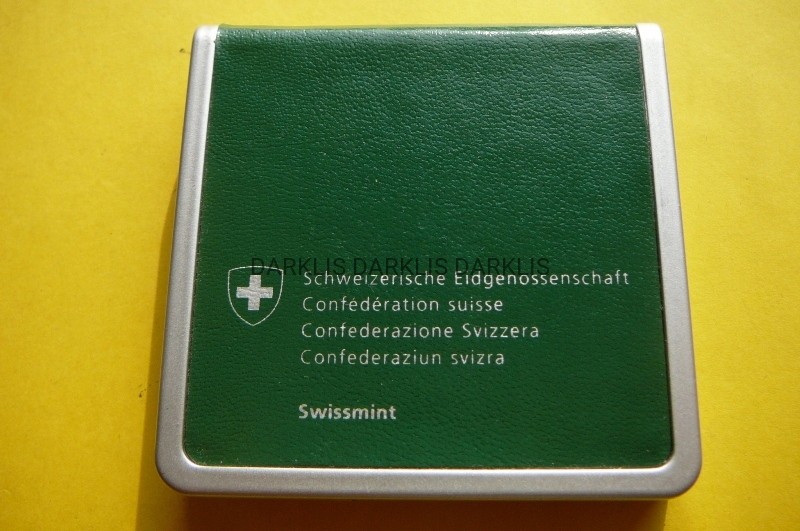 DARKLIS DARKLIS DARKLIS
Schweizerische Eidgenossenschaft
Confédération suisse
Confederazione Svizzera
Confederaziun svizra
Swissmint